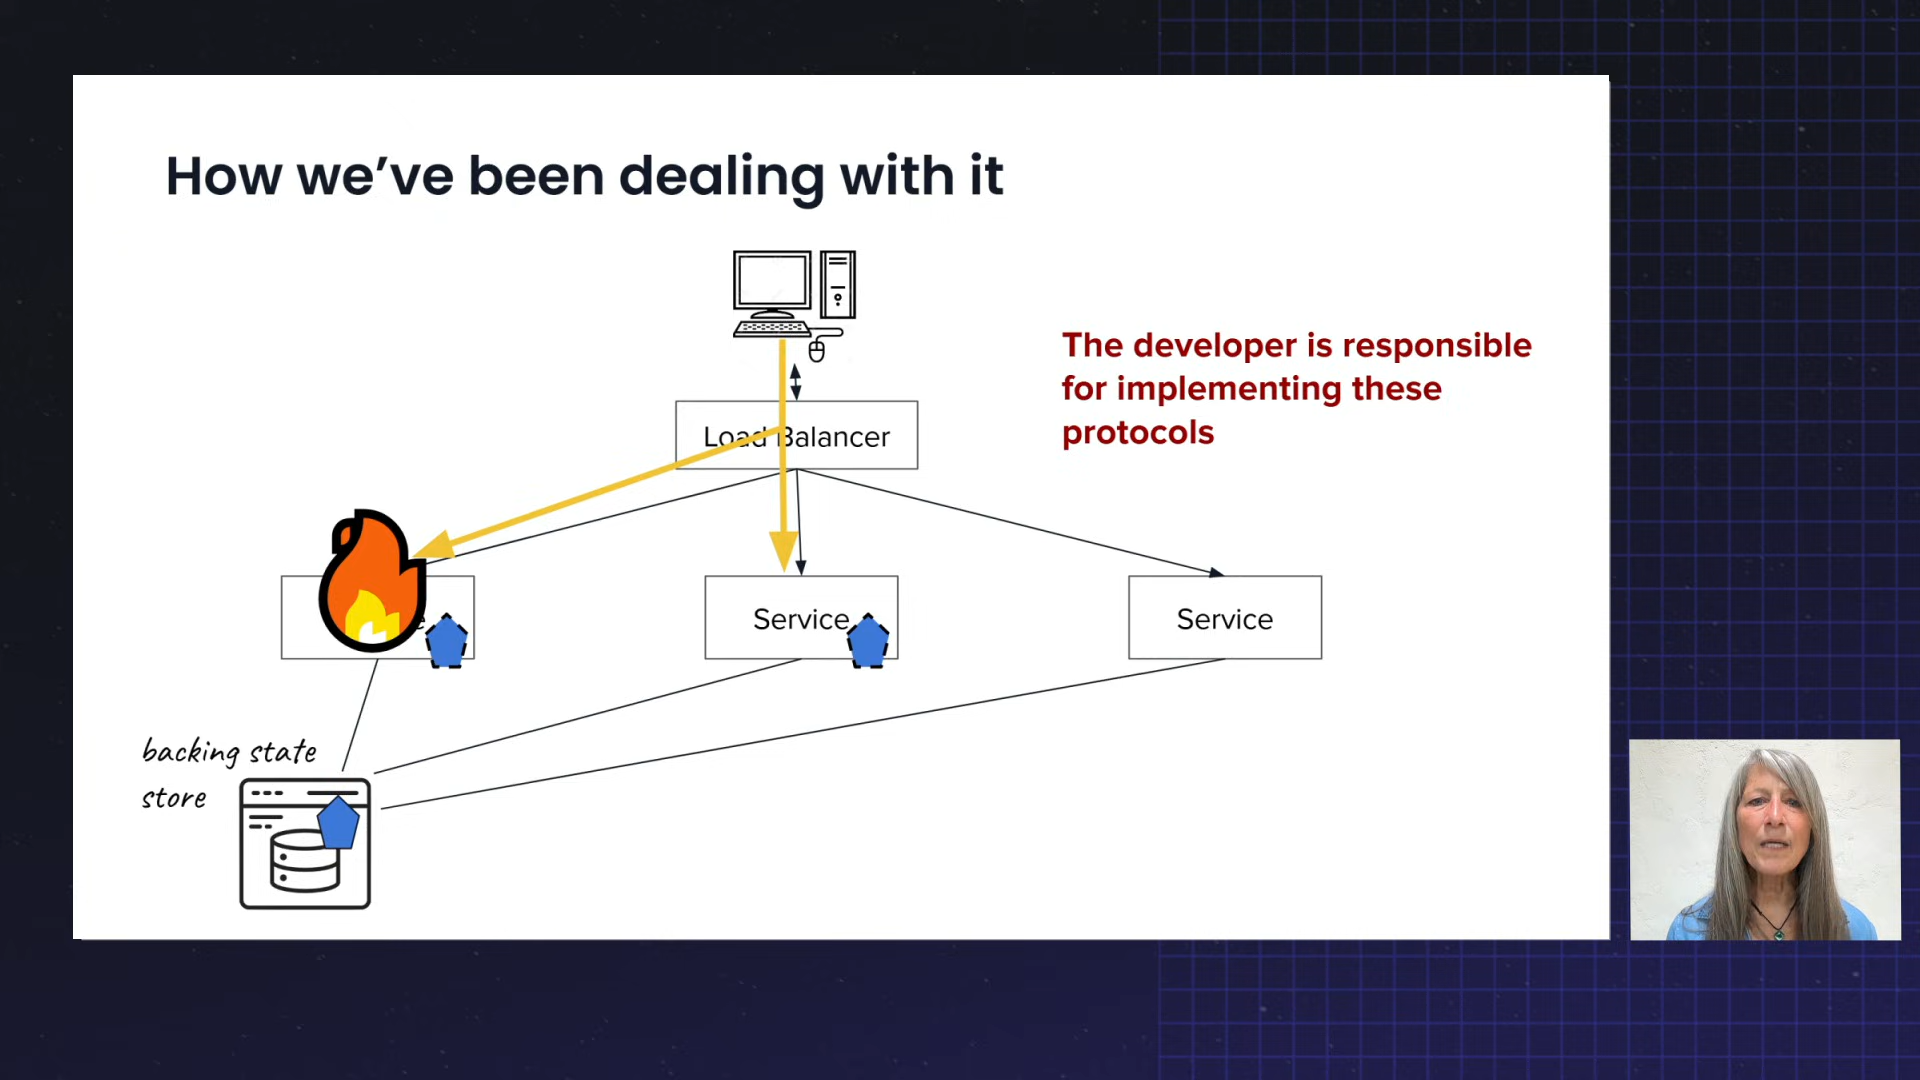 How we've been dealing with it
The developer is responsible
for implementing these
protocols
Load Balancer
Service
Service
backing state
store